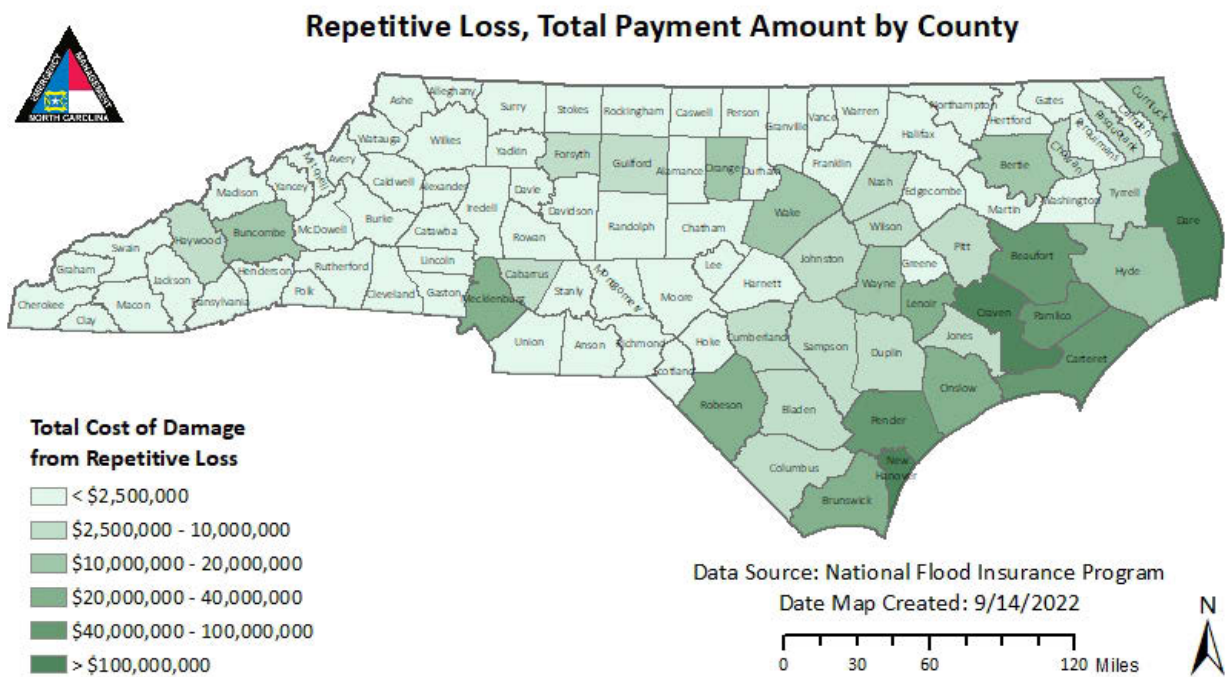 Repetitive Loss, Total Payment Amount by County
EMERGENCY
MANAGEMENT
NORTH CAROLINA
Ashe
Alleghany
Surry
Stokes
Rockingham
Caswell
Person
Granville
Vance
Warren
Northampton
Gates
Hertford
Halifax
Currituck
Camden
Pasquotank
Perquimans
Chowan
Watauga
Wilkes
Yadkin
Forsyth
Guilford
Alamance
Orange
Durham
Franklin
Nash
Edgecombe
Bertie
Martin
Washington
Tyrrell
Dare
Madison
Yancey
Mitchell
Avery
Caldwell
Alexander
Iredell
Davie
Davidson
Randolph
Chatham
Wake
Wilson
Pitt
Beaufort
Hyde
Swain
Haywood
Buncombe
McDowell
Burke
Catawba
Rowan
Lee
Johnston
Greene
Wayne
Lenoir
Craven
Pamlico
Graham
Jackson
Henderson
Rutherford
Lincoln
Cabarrus
Montgomery
Moore
Harnett
Cherokee
Macon
Clay
Transylvania
Polk
Cleveland
Gaston
Mecklenburg
Stanly
Union
Anson
Richmond
Scotland
Hoke
Cumberland
Sampson
Duplin
Jones
Carteret
Onslow
Robeson
Bladen
Pender
New
Hanover
Columbus
Brunswick
Total Cost of Damage
from Repetitive Loss
< $2,500,000
$2,500,000 - 10,000,000
$10,000,000 - 20,000,000
$20,000,000 - 40,000,000
$40,000,000 - 100,000,000
> $100,000,000
Data Source: National Flood Insurance Program
Date Map Created: 9/14/2022
N
0 30 60 120 Miles